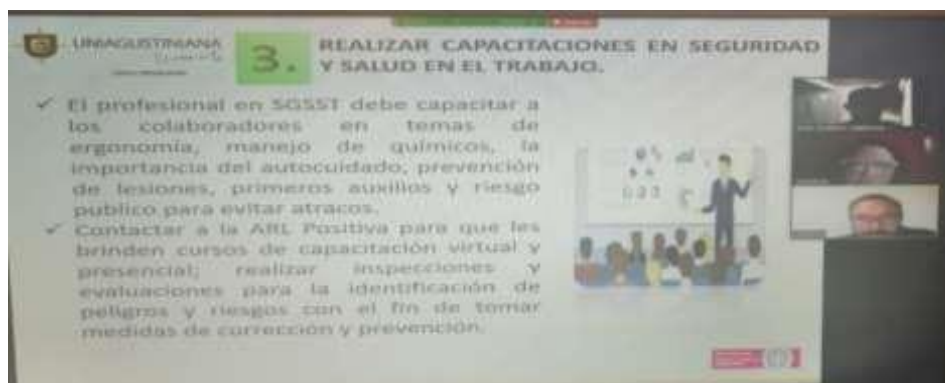 UNIAGUSTINIANA
3.
REALIZAR CAPACITACIONES EN SEGURIDAD
Y SALUD EN EL TRABAJO.
✓ El profesional en SGSST debe capacitar a
los colaboradores en temas de
ergonomía, manejo de químicos, la
importancia del autocuidado, prevención
de lesiones, primeros auxilios y riesgo
publico para evitar atracos.
✓ Contactar a la ARL Positiva para que les
brinden cursos de capacitación virtual y
presencial; realizar inspecciones y
evaluaciones para la identificación de
peligros y riesgos con el fin de tomar
medidas de corrección y prevención.